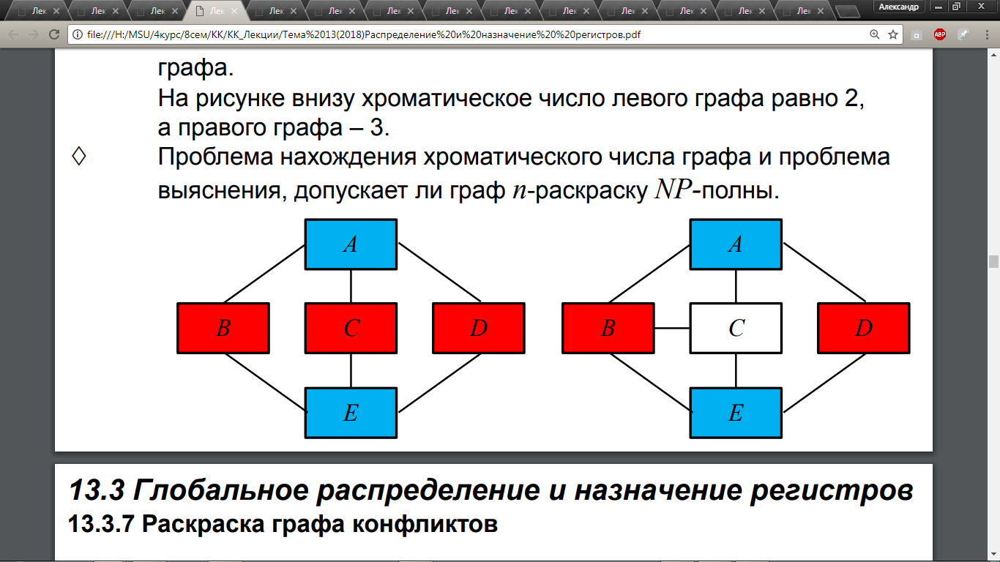 Лек Лек Лек Лек Лек Лек Лек Лек Лек Лек Лек Лек Лек Лек Александр
file:///H:/MSU/4курс/8сем/КК/КК_Лекции/Тема%2013(2018)Распределение%20и%20назначение%20%20регистров.pdf
a ABP
графа.
На рисунке внизу хроматическое число левого графа равно 2,
а правого графа – 3.
◊ Проблема нахождения хроматического числа графа и проблема
выяснения, допускает ли граф n-раскраску NP-полны.
A A
B C D B C D
E E
13.3 Глобальное распределение и назначение регистров
13.3.7 Раскраска графа конфликтов